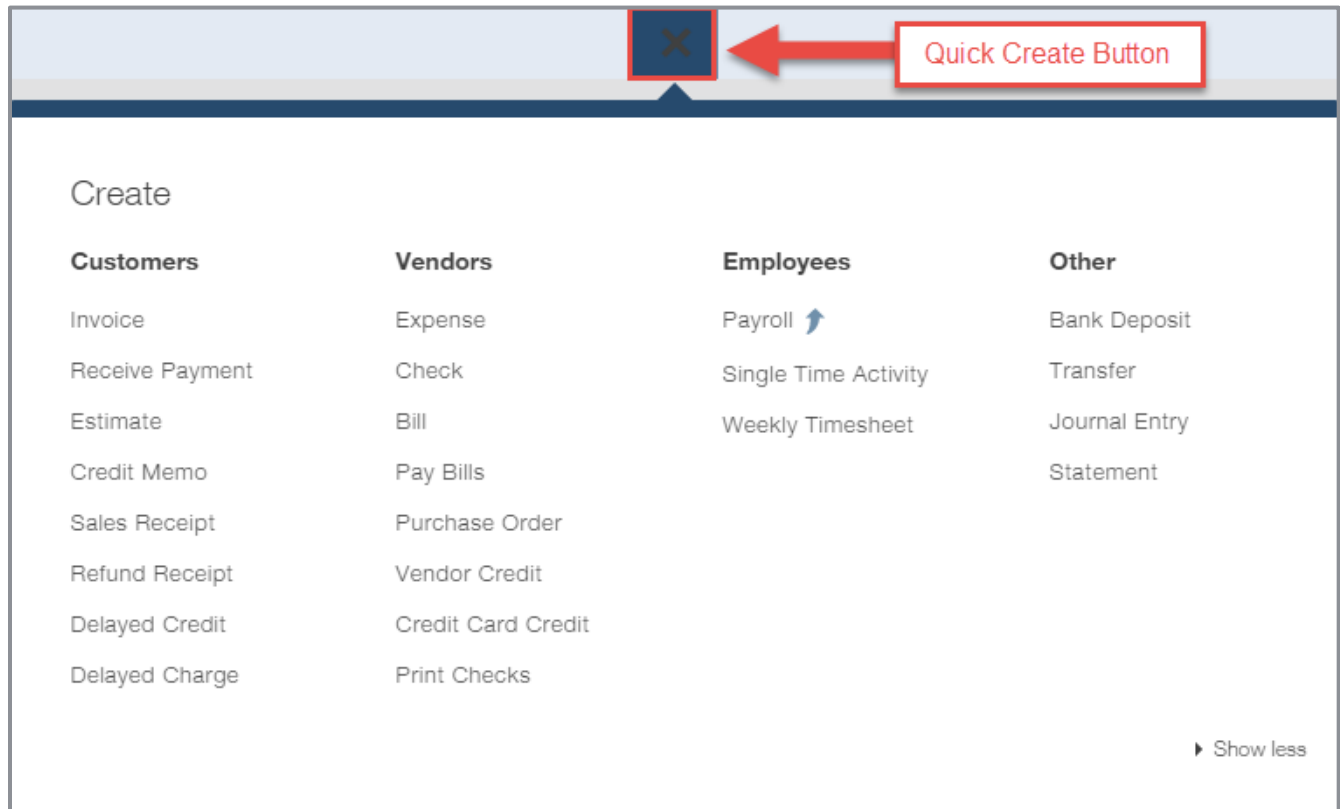 Quick Create Button
Create
Customers
Vendors
Employees
Other
Invoice
Expense
Payroll
Bank Deposit
Receive Payment
Check
Single Time Activity
Transfer
Estimate
Bill
Weekly Timesheet
Journal Entry
Credit Memo
Pay Bills
Statement
Sales Receipt
Purchase Order
Refund Receipt
Vendor Credit
Delayed Credit
Credit Card Credit
Delayed Charge
Print Checks
Show less